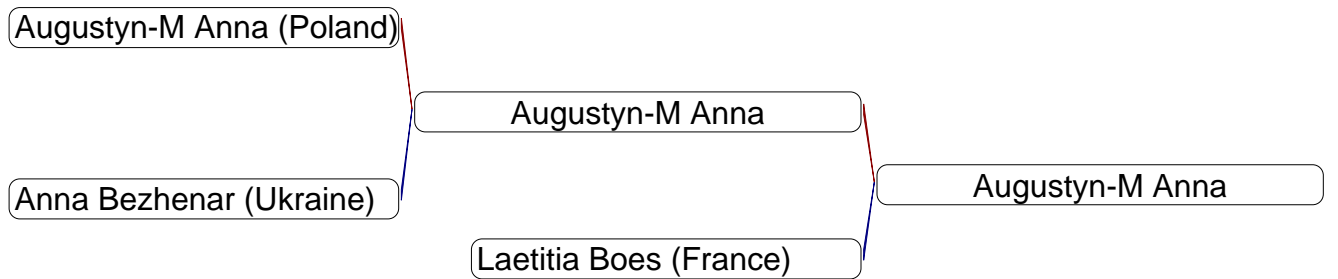 Augustyn-M Anna (Poland)
Augustyn-M Anna
Anna Bezhenar (Ukraine)
Augustyn-M Anna
Laetitia Boes (France)